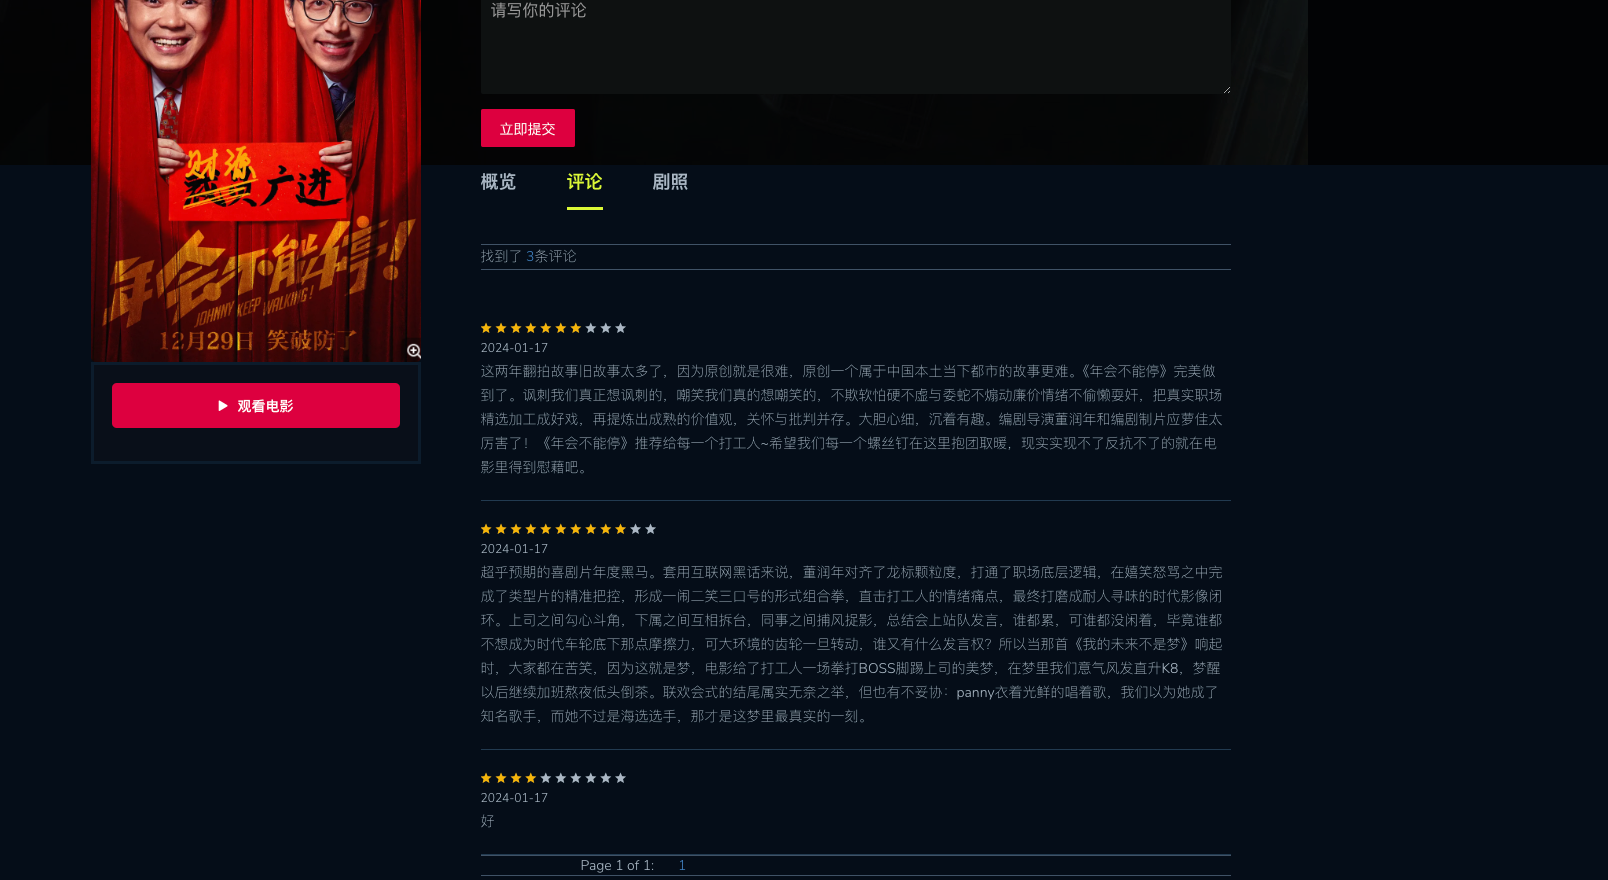 请写你的评论
立即提交
概览
评论
剧照
找到了 3条评论
2024-01-17
这两年翻拍故事旧故事太多了，因为原创就是很难，原创一个属于中国本土当下都市的故事更难。《年会不能停》完美做
到了。讽刺我们真正想讽刺的，嘲笑我们真的想嘲笑的，不欺软怕硬不虚与委蛇不煽动廉价情绪不偷懒耍奸，把真实职场
精选加工成好戏，再提炼出成熟的价值观，关怀与批判并存。大胆心细，沉着有趣。编剧导演董润年和编剧制片应萝佳太
厉害了！《年会不能停》推荐给每一个打工人~希望我们每一个螺丝钉在这里抱团取暖，现实实现不了反抗不了的就在电
影里得到慰藉吧。
2024-01-17
超乎预期的喜剧片年度黑马。套用互联网黑话来说，董润年对齐了龙标颗粒度，打通了职场底层逻辑，在嬉笑怒骂之中完
成了类型片的精准把控，形成一闹二笑三口号的形式组合拳，直击打工人的情绪痛点，最终打磨成耐人寻味的时代影像闭
环。上司之间勾心斗角，下属之间互相拆台，同事之间捕风捉影，总结会上站队发言，谁都累，可谁都没闲着，毕竟谁都
不想成为时代车轮底下那点摩擦力，可大环境的齿轮一旦转动，谁又有什么发言权？所以当那首《我的未来不是梦》响起
时，大家都在苦笑，因为这就是梦，电影给了打工人一场拳打BOSS脚踢上司的美梦，在梦里我们意气风发直升K8，梦醒
以后继续加班熬夜低头倒茶。联欢会式的结尾属实无奈之举，但也有不妥协：panny衣着光鲜的唱着歌，我们以为她成了
知名歌手，而她不过是海选选手，那才是这梦里最真实的一刻。
2024-01-17
好
Page 1 of 1: 1
财源
广进
年会不能停！
JOHNNY KEEP WALKING!
12月29日 笑破防了
观看电影